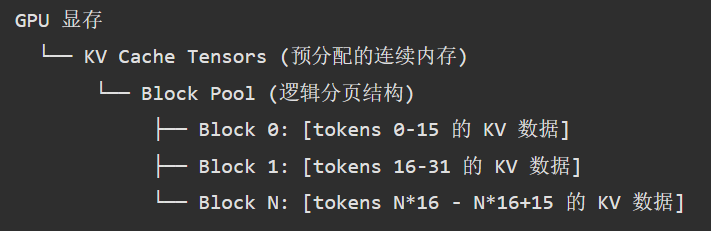 GPU 显存
└── KV Cache Tensors (预分配的连续内存)
└── Block Pool (逻辑分页结构)
├── Block 0: [tokens 0-15 的 KV 数据]
├── Block 1: [tokens 16-31 的 KV 数据]
└── Block N: [tokens N*16 - N*16+15 的 KV 数据]